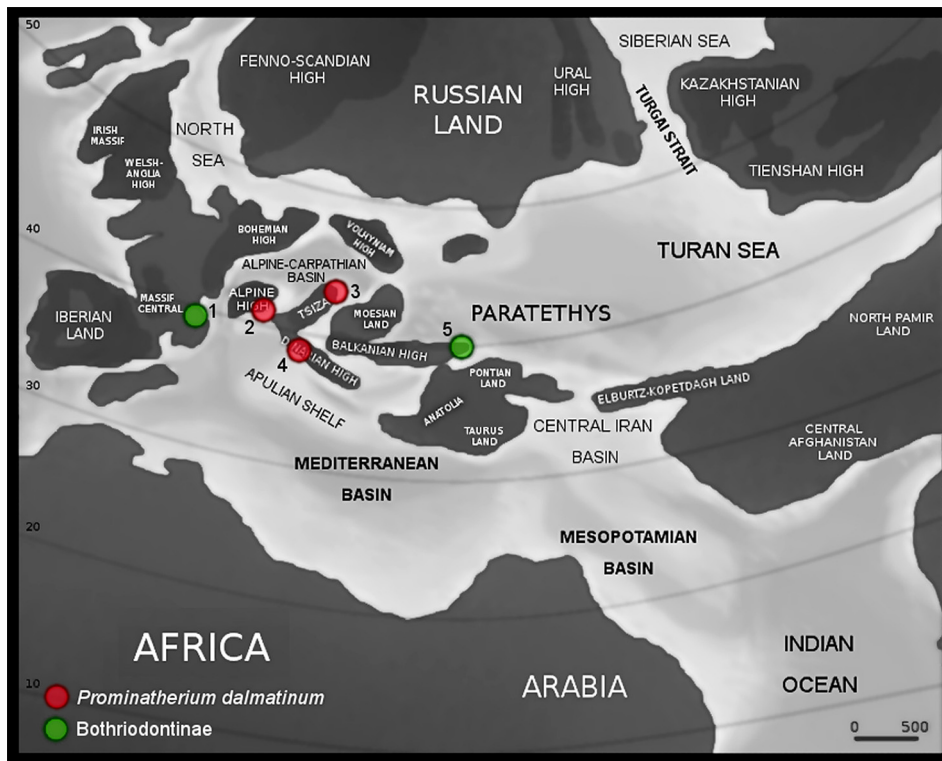 50
SIBERIAN SEA
FENNO-SCANDIAN
HIGH
URAL
HIGH
KAZAKHSTANIAN
HIGH
RUSSIAN
LAND
TURGAI STRAIT
IRISH
MASSIF
NORTH
SEA
WELSH-
ANGLIA
HIGH
TIENSHAN HIGH
40
BOHEMIAN
HIGH
VOLHYNIAM
HIGH
TURAN SEA
ALPINE-CARPATHIAN
BASIN
ALPINE
HIGH
3
TSIZA
MASSIF
CENTRAL
1
2
MOESIAN
LAND
PARATETHYS
IBERIAN
LAND
NORTH PAMIR
LAND
5
4
DINARIAN HIGH
BALKANIAN HIGH
30
APULIAN SHELF
PONTIAN
LAND
ELBURTZ-KOPETDAGH LAND
ANATOLIA
TAURUS
LAND
CENTRAL IRAN
BASIN
CENTRAL
AFGHANISTAN
LAND
MEDITERRANEAN
BASIN
20
MESOPOTAMIAN
BASIN
AFRICA
ARABIA
INDIAN
OCEAN
10
Prominatherium dalmatinum
Bothriodontinae
0 500